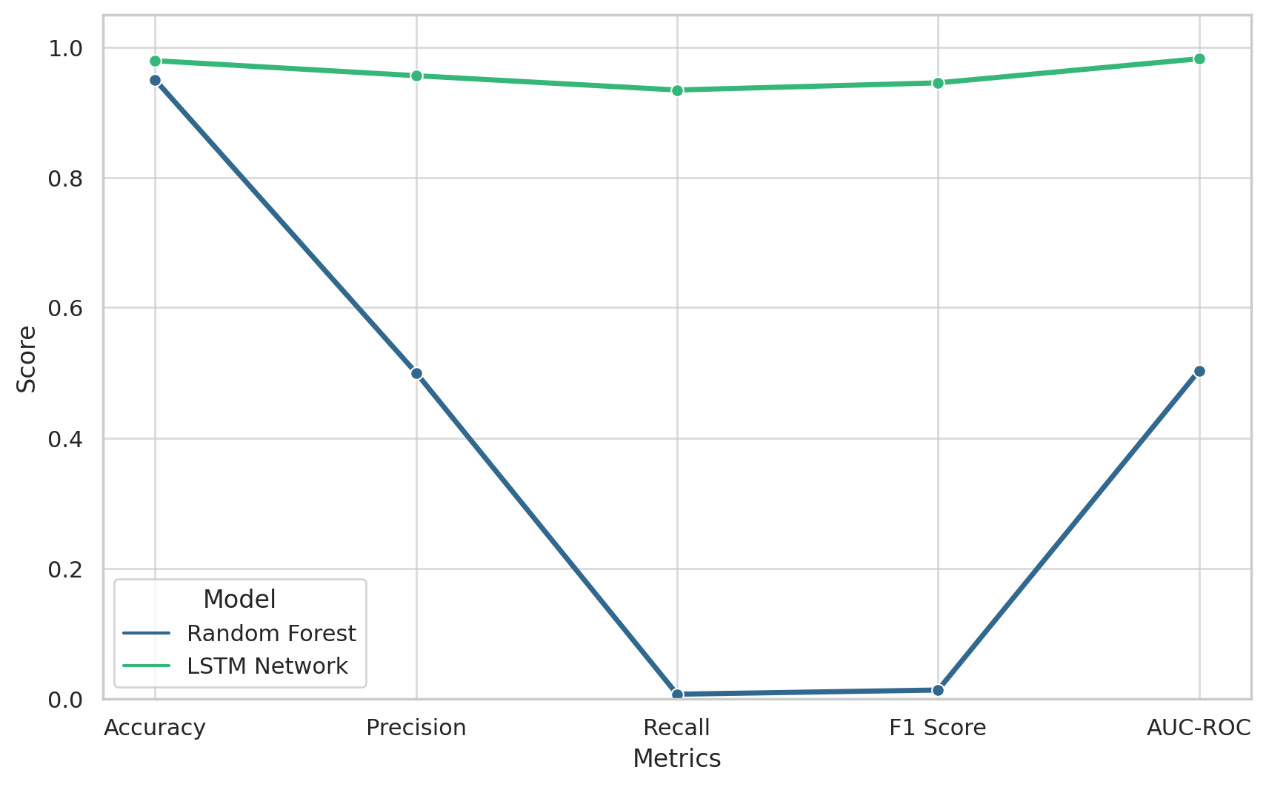 1.0
0.8
0.6
0.4
0.2
0.0
Score
Model
Random Forest
LSTM Network
Accuracy Precision Recall F1 Score AUC-ROC
Metrics